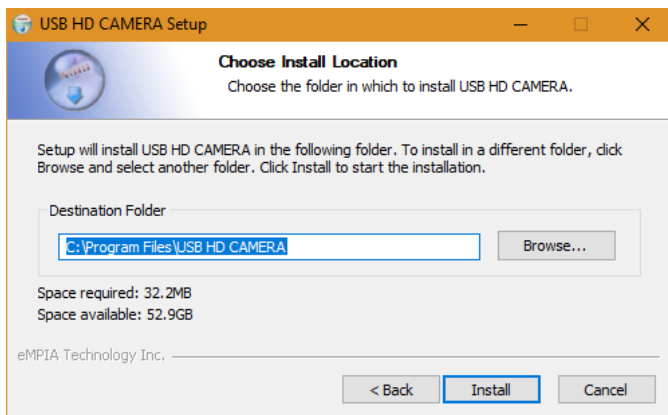 USB HD CAMERA Setup
Choose Install Location
Choose the folder in which to install USB HD CAMERA.
Setup will install USB HD CAMERA in the following folder. To install in a different folder, click
Browse and select another folder. Click Install to start the installation.
Destination Folder
C:\Program Files\USB HD CAMERA
Browse...
Space required: 32.2MB
Space available: 52.9GB
eMPIA Technology Inc.
< Back
Install
Cancel